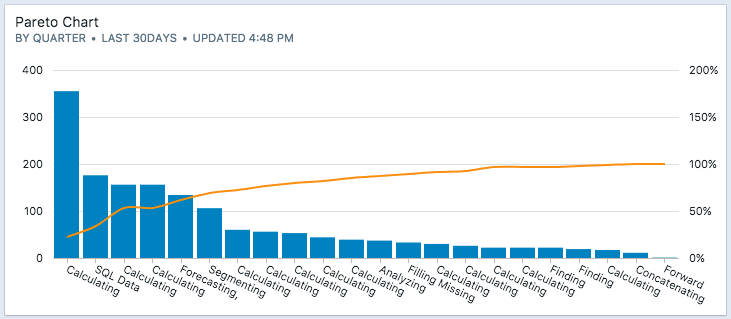 Pareto Chart
BY QUARTER • LAST 30DAYS • UPDATED 4:48 PM
400
200%
300
150%
200
100%
100
50%
0
0%
Calculating
SQL Data
Calculating
Calculating
Forecasting,
Segmenting
Calculating
Calculating
Calculating
Calculating
Calculating
Analyzing
Filling Missing
Calculating
Calculating
Calculating
Calculating
Finding
Finding
Calculating
Concatenating
Forward